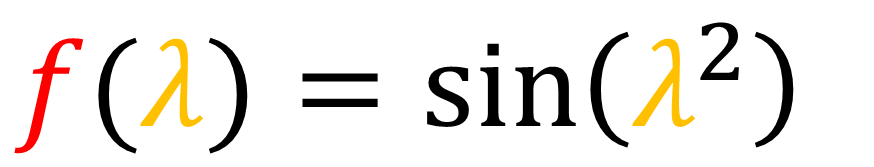 f(λ) = sin(λ²)